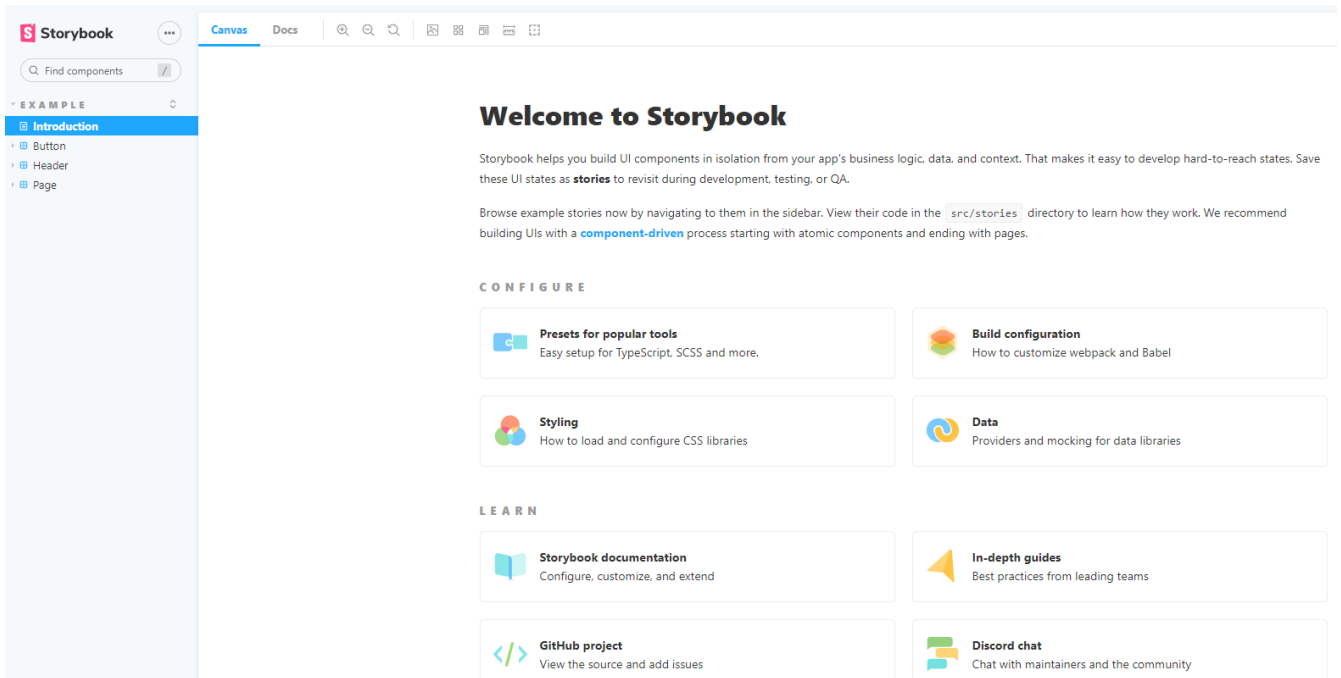 Storybook
Canvas
Docs
Find components
/
EXAMPLE
Introduction
Button
Header
Page
Welcome to Storybook
Storybook helps you build UI components in isolation from your app's business logic, data, and context. That makes it easy to develop hard-to-reach states. Save
these UI states as stories to revisit during development, testing, or QA.
Browse example stories now by navigating to them in the sidebar. View their code in the src/stories directory to learn how they work. We recommend
building UIs with a component-driven process starting with atomic components and ending with pages.
CONFIGURE
Presets for popular tools
Easy setup for TypeScript, SCSS and more.
Build configuration
How to customize webpack and Babel
Styling
How to load and configure CSS libraries
Data
Providers and mocking for data libraries
LEARN
Storybook documentation
Configure, customize, and extend
In-depth guides
Best practices from leading teams
GitHub project
View the source and add issues
Discord chat
Chat with maintainers and the community